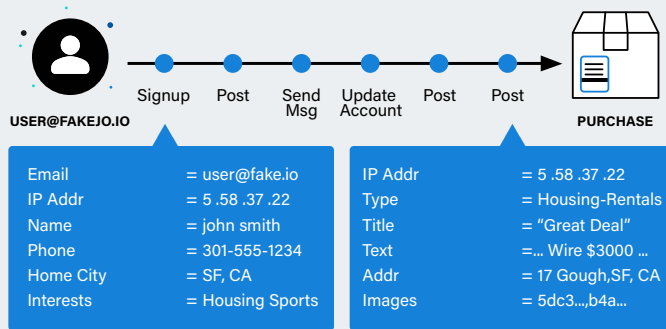 USER@FAKEJO.IO
Signup
Post
Send
Msg
Update
Account
Post
Post
PURCHASE
Email = user@fake.io
IP Addr = 5 .58 .37 .22
Name = john smith
Phone = 301-555-1234
Home City = SF, CA
Interests = Housing Sports
IP Addr = 5 .58 .37 .22
Type = Housing-Rentals
Title = “Great Deal”
Text =... Wire $3000 ...
Addr = 17 Gough,SF, CA
Images = 5dc3...,b4a...